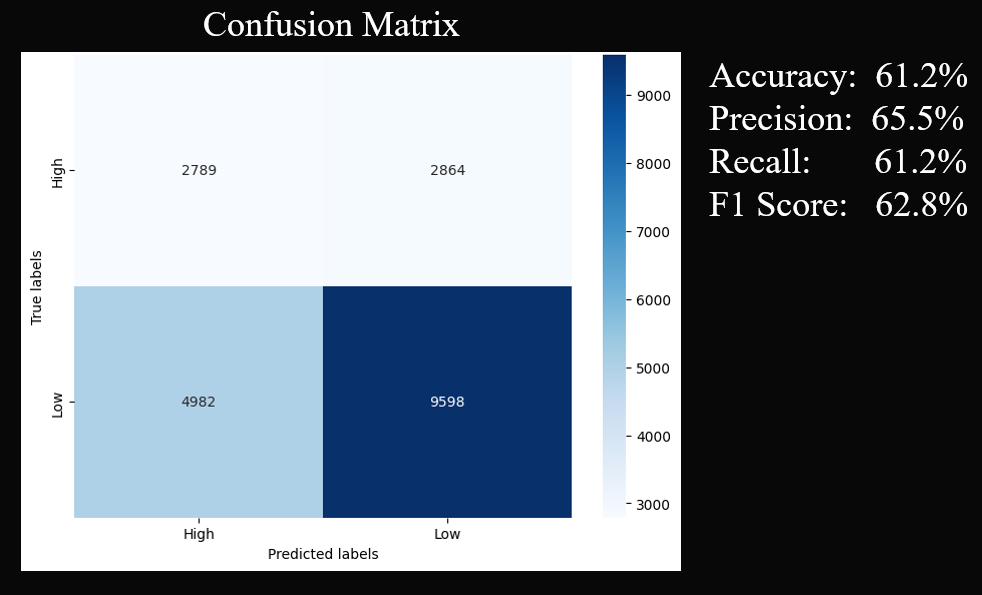 Confusion Matrix
Accuracy: 61.2%
Precision: 65.5%
Recall: 61.2%
F1 Score: 62.8%
True labels
High
Low
2789 2864
4982 9598
High Low
Predicted labels
9000
8000
7000
6000
5000
4000
3000